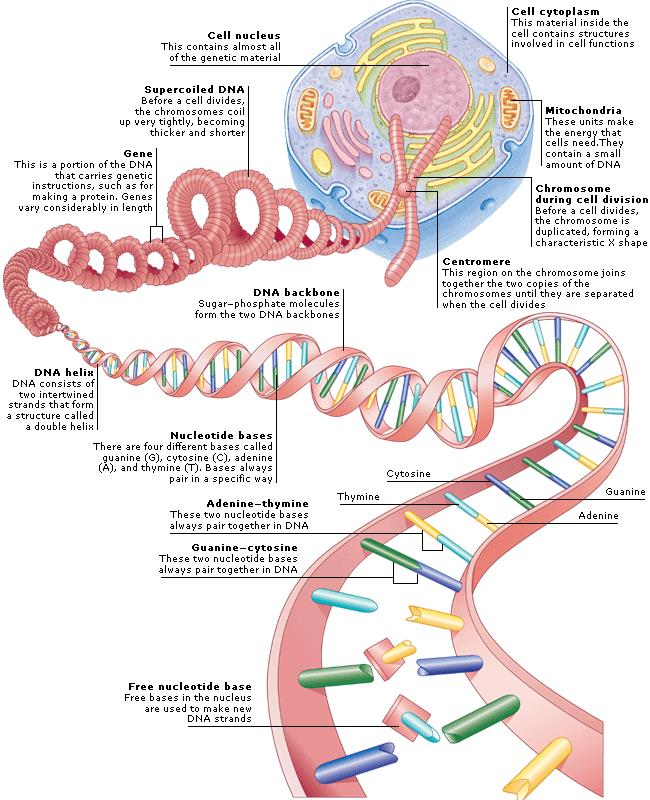 Cell nucleus
This contains almost all
of the genetic material
Cell cytoplasm
This material inside the
cell contains structures
involved in cell functions
Supercoiled DNA
Before a cell divides,
the chromosomes coil
up very tightly, becoming
thicker and shorter
Mitochondria
These units make
the energy that
cells need.They
contain a small
amount of DNA
Gene
This is a portion of the DNA
that carries genetic
instructions, such as for
making a protein. Genes
vary considerably in length
Chromosome
during cell division
Before a cell divides,
the chromosome is
duplicated, forming a
characteristic X shape
Centromere
This region on the chromosome joins
together the two copies of the
chromosomes until they are separated
when the cell divides
DNA backbone
Sugar-phosphate molecules
form the two DNA backbones
DNA helix
DNA consists of
two intertwined
strands that form
a structure called
a double helix
Nucleotide bases
There are four different bases called
guanine (G), cytosine (C), adenine
(A), and thymine (T). Bases always
pair in a specific way
Cytosine
Guanine
Thymine
Adenine
Adenine-thymine
These two nucleotide bases
always pair together in DNA
Guanine-cytosine
These two nucleotide bases
always pair together in DNA
Free nucleotide base
Free bases in the nucleus
are used to make new
DNA strands